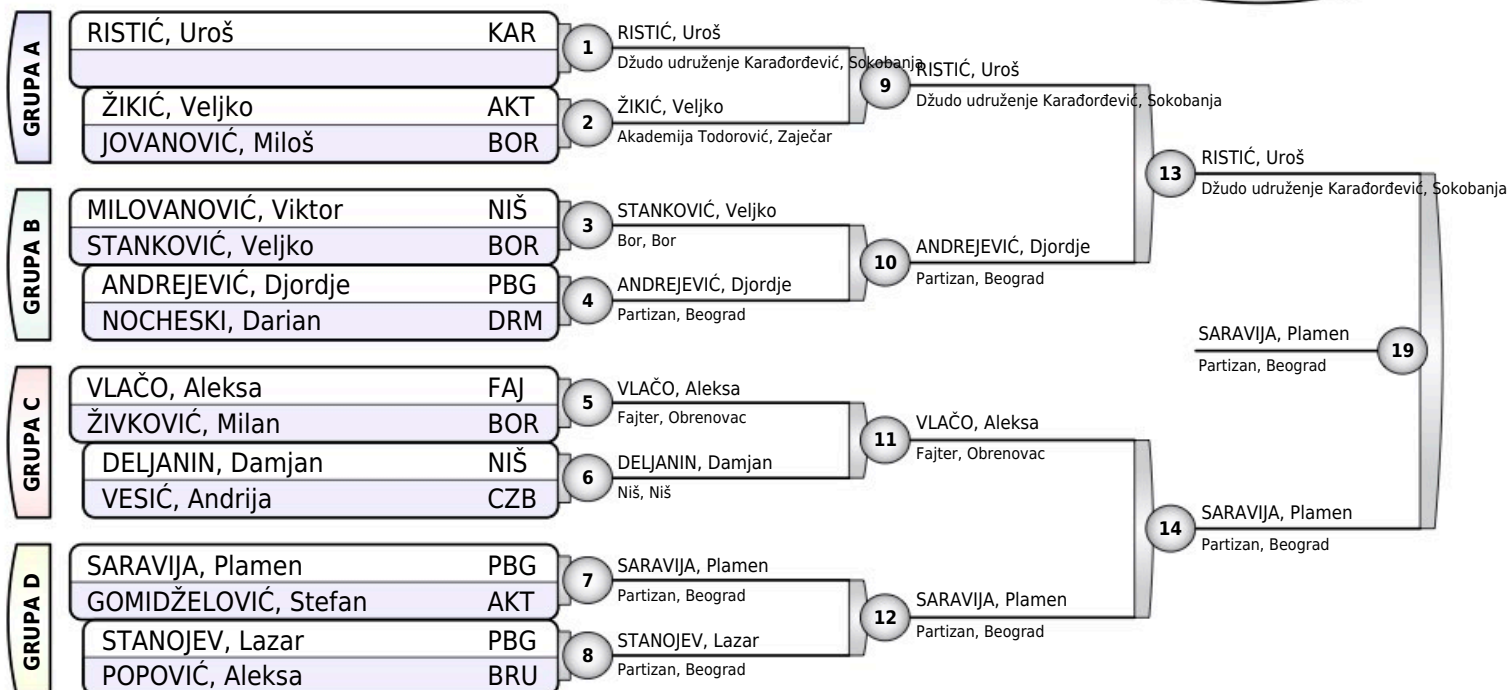 GRUPA A
RISTIĆ, Uroš KAR
ŽIKIĆ, Veljko AKT
JOVANOVIĆ, Miloš BOR
GRUPA B
MILOVANOVIĆ, Viktor NIŠ
STANKOVIĆ, Veljko BOR
ANDREJEVIĆ, Djordje PBG
NOCHESKI, Darian DRM
GRUPA C
VLAČO, Aleksa FAJ
ŽIVKOVIĆ, Milan BOR
DELJANIN, Damjan NIŠ
VESIĆ, Andrija CZB
GRUPA D
SARAVIJA, Plamen PBG
GOMIDŽELOVIĆ, Stefan AKT
STANOJEV, Lazar PBG
POPOVIĆ, Aleksa BRU
1
RISTIĆ, Uroš
Džudo udruženje Karađorđević, Sokobanja
2
ŽIKIĆ, Veljko
Akademija Todorović, Zaječar
3
STANKOVIĆ, Veljko
Bor, Bor
4
ANDREJEVIĆ, Djordje
Partizan, Beograd
5
VLAČO, Aleksa
Fajter, Obrenovac
6
DELJANIN, Damjan
Niš, Niš
7
SARAVIJA, Plamen
Partizan, Beograd
8
STANOJEV, Lazar
Partizan, Beograd
9
RISTIĆ, Uroš
Džudo udruženje Karađorđević, Sokobanja
10
ANDREJEVIĆ, Djordje
Partizan, Beograd
11
VLAČO, Aleksa
Fajter, Obrenovac
12
SARAVIJA, Plamen
Partizan, Beograd
13
RISTIĆ, Uroš
Džudo udruženje Karađorđević, Sokobanja
14
SARAVIJA, Plamen
Partizan, Beograd
SARAVIJA, Plamen
Partizan, Beograd
19